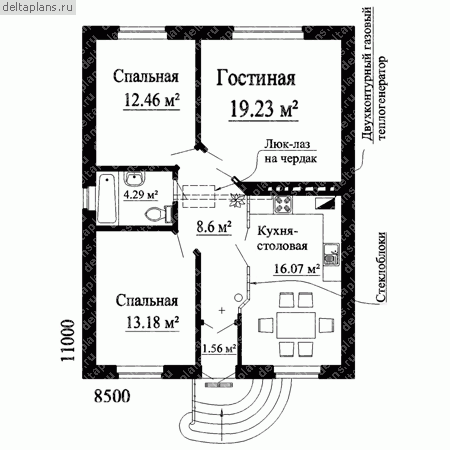 deltaplans.ru
Спальная
12.46 м²
Гостиная
19.23 м²
Двухконтурный газовый
теплогенератор
Люк-лаз
на чердак
4.29 м²
8.6 м²
Кухня-
столовая
16.07 м²
Стеклоблоки
Спальная
13.18 м²
1.56 м²
11000
8500